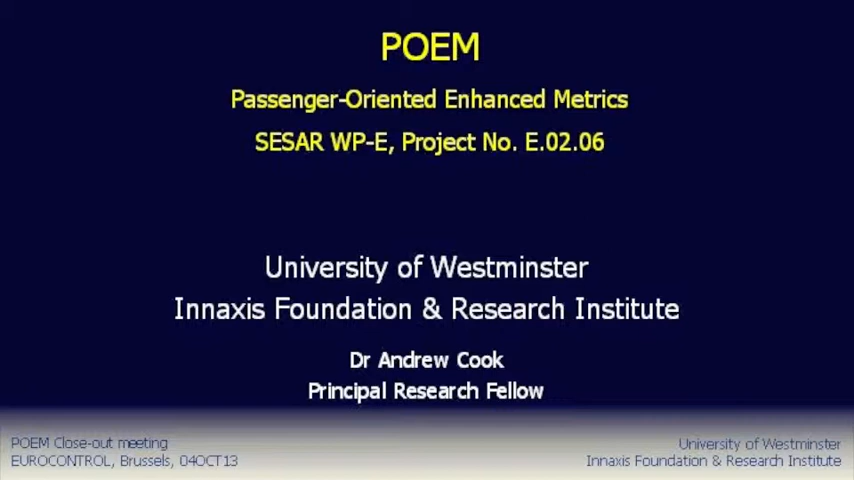 POEM
Passenger-Oriented Enhanced Metrics
SESAR WP-E, Project No. E.02.06
University of Westminster
Innaxis Foundation & Research Institute
Dr Andrew Cook
Principal Research Fellow
POEM Close-out meeting
EUROCONTROL, Brussels, 04OCT13
University of Westminster
Innaxis Foundation & Research Institute